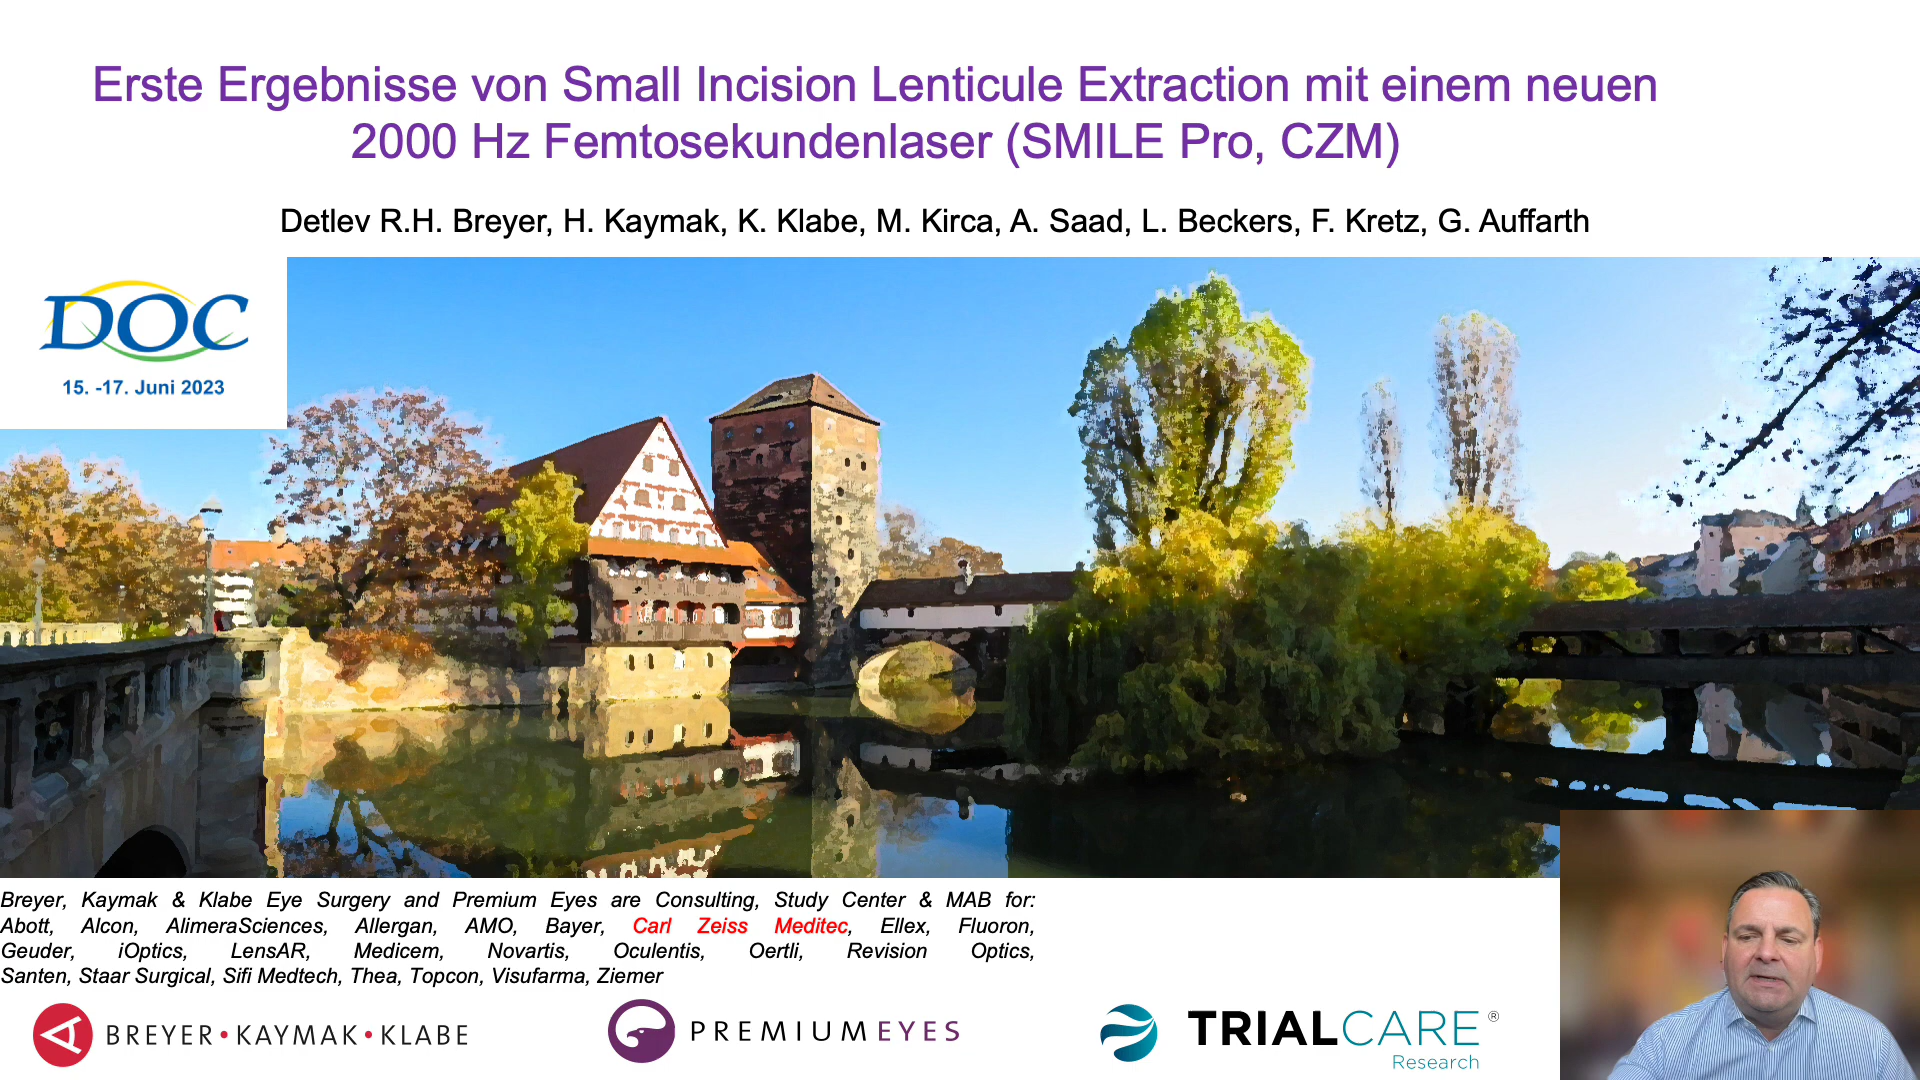 Erste Ergebnisse von Small Incision Lenticule Extraction mit einem neuen
2000 Hz Femtosekundenlaser (SMILE Pro, CZM)
Detlev R.H. Breyer, H. Kaymak, K. Klabe, M. Kirca, A. Saad, L. Beckers, F. Kretz, G. Auffarth
DOC
15. -17. Juni 2023
Breyer, Kaymak & Klabe Eye Surgery and Premium Eyes are Consulting, Study Center & MAB for:
Abott, Alcon, AlimeraSciences, Allergan, AMO, Bayer, Carl Zeiss Meditec, Ellex, Fluoron,
Geuder, iOptics, LensAR, Medicem, Novartis, Oculentis, Oertli, Revision Optics,
Santen, Staar Surgical, Sifi Medtech, Thea, Topcon, Visufarma, Ziemer
BREYER•KAYMAK•KLABE
PREMIUMEYES
TRIALCARE ®
Research